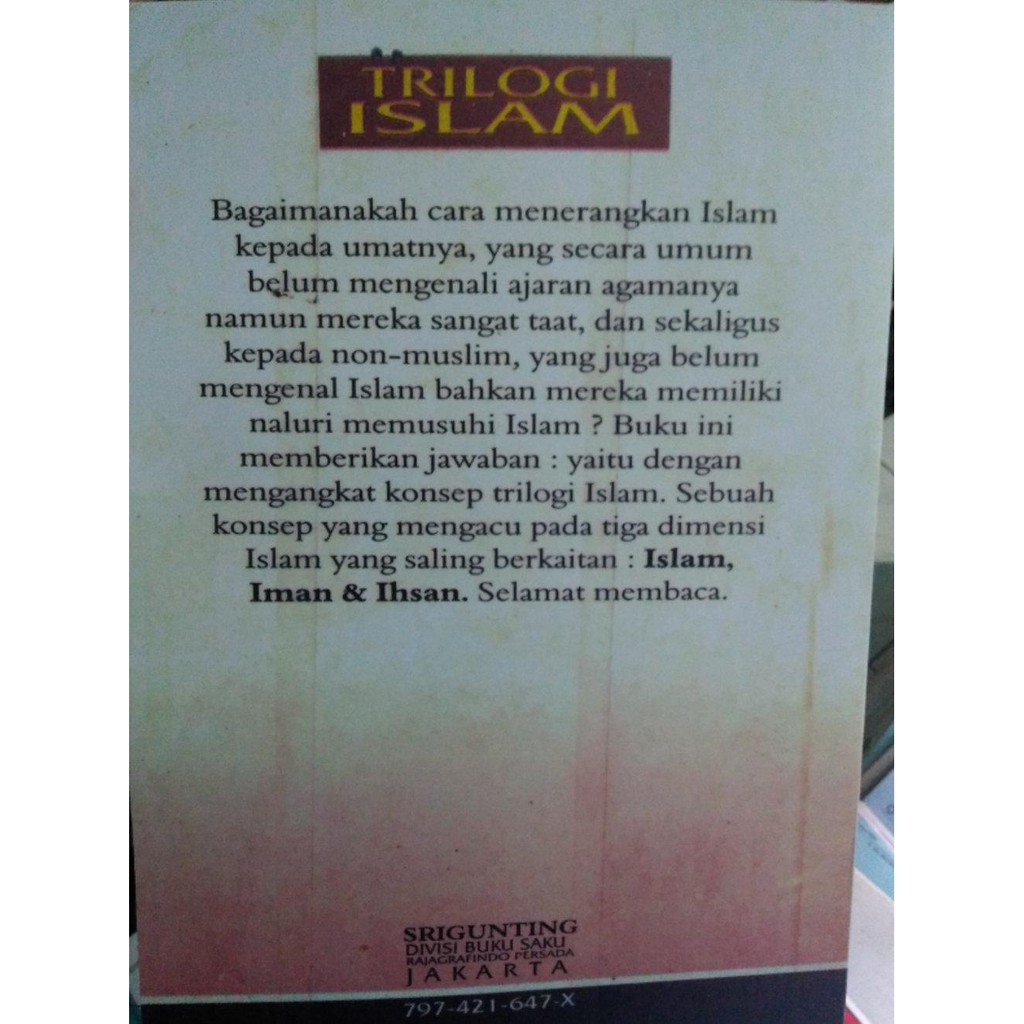 TRILOGI
ISLAM
Bagaimanakah cara menerangkan Islam
kepada umatnya, yang secara umum
belum mengenali ajaran agamanya
namun mereka sangat taat, dan sekaligus
kepada non-muslim, yang juga belum
mengenal Islam bahkan mereka memiliki
naluri memusuhi Islam ? Buku ini
memberikan jawaban : yaitu dengan
mengangkat konsep trilogi Islam. Sebuah
konsep yang mengacu pada tiga dimensi
Islam yang saling berkaitan : Islam,
Iman & Ihsan. Selamat membaca.
SRIGUNTING
DIVISI BUKU SAKU
RAJAGRAFINDO PERSADA
JAKARTA
797-421-647-X